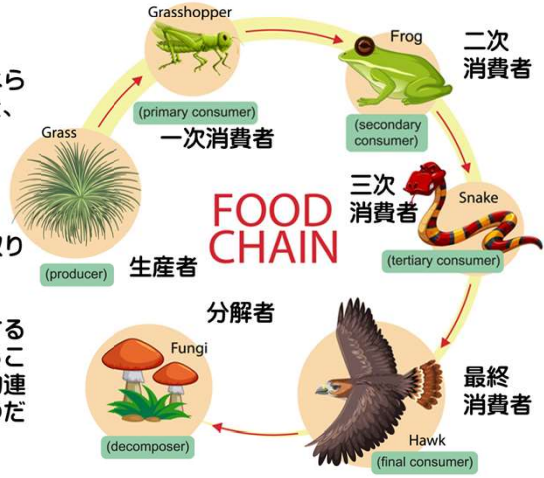 Grasshopper
(primary consumer)
一次消費者
Frog
(secondary
consumer)
二次
消費者
Grass
(producer)
生産者
FOOD
CHAIN
三次
消費者
Snake
(tertiary consumer)
分解者
Fungi
(decomposer)
最終
消費者
Hawk
(final consumer)